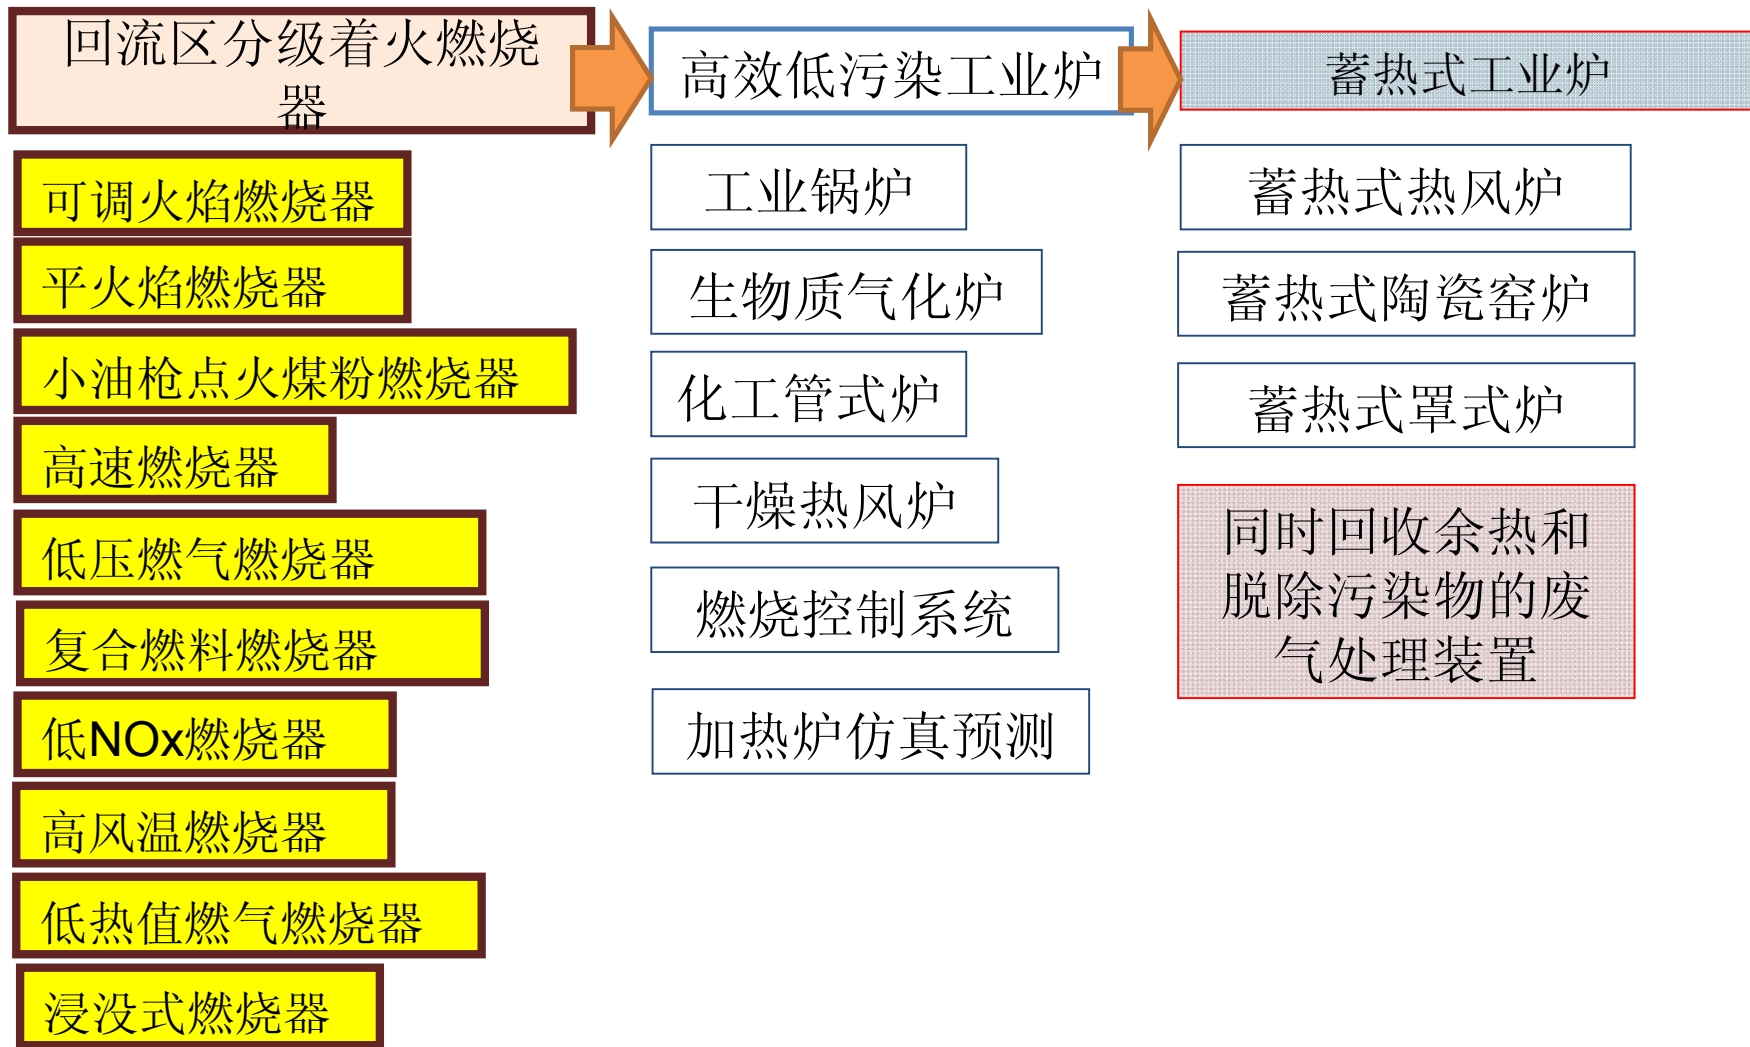 回流区分级着火燃烧
器
高效低污染工业炉
蓄热式工业炉
可调火焰燃烧器
平火焰燃烧器
小油枪点火煤粉燃烧器
高速燃烧器
低压燃气燃烧器
复合燃料燃烧器
低NOx燃烧器
高风温燃烧器
低热值燃气燃烧器
浸没式燃烧器
工业锅炉
生物质气化炉
化工管式炉
干燥热风炉
燃烧控制系统
加热炉仿真预测
蓄热式热风炉
蓄热式陶瓷窑炉
蓄热式罩式炉
同时回收余热和
脱除污染物的废
气处理装置